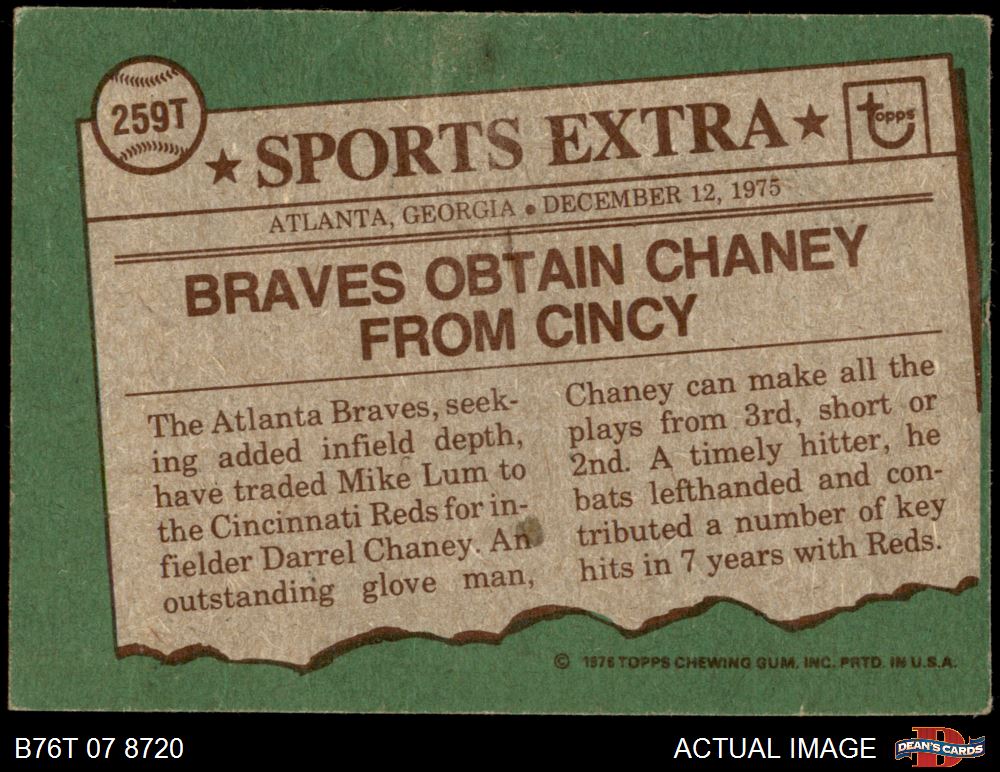 259T
★ SPORTS EXTRA ★
Topps
ATLANTA, GEORGIA • DECEMBER 12, 1975
BRAVES OBTAIN CHANEY
FROM CINCY
The Atlanta Braves, seek-
ing added infield depth,
have traded Mike Lum to
the Cincinnati Reds for in-
fielder Darrel Chaney. An
outstanding glove man,
Chaney can make all the
plays from 3rd, short or
2nd. A timely hitter, he
bats lefthanded and con-
tributed a number of key
hits in 7 years with Reds.
© 1976 TOPPS CHEWING GUM, INC. PRTD. IN U.S.A.
B76T 07 8720
ACTUAL IMAGE
D
DEAN'S CARDS